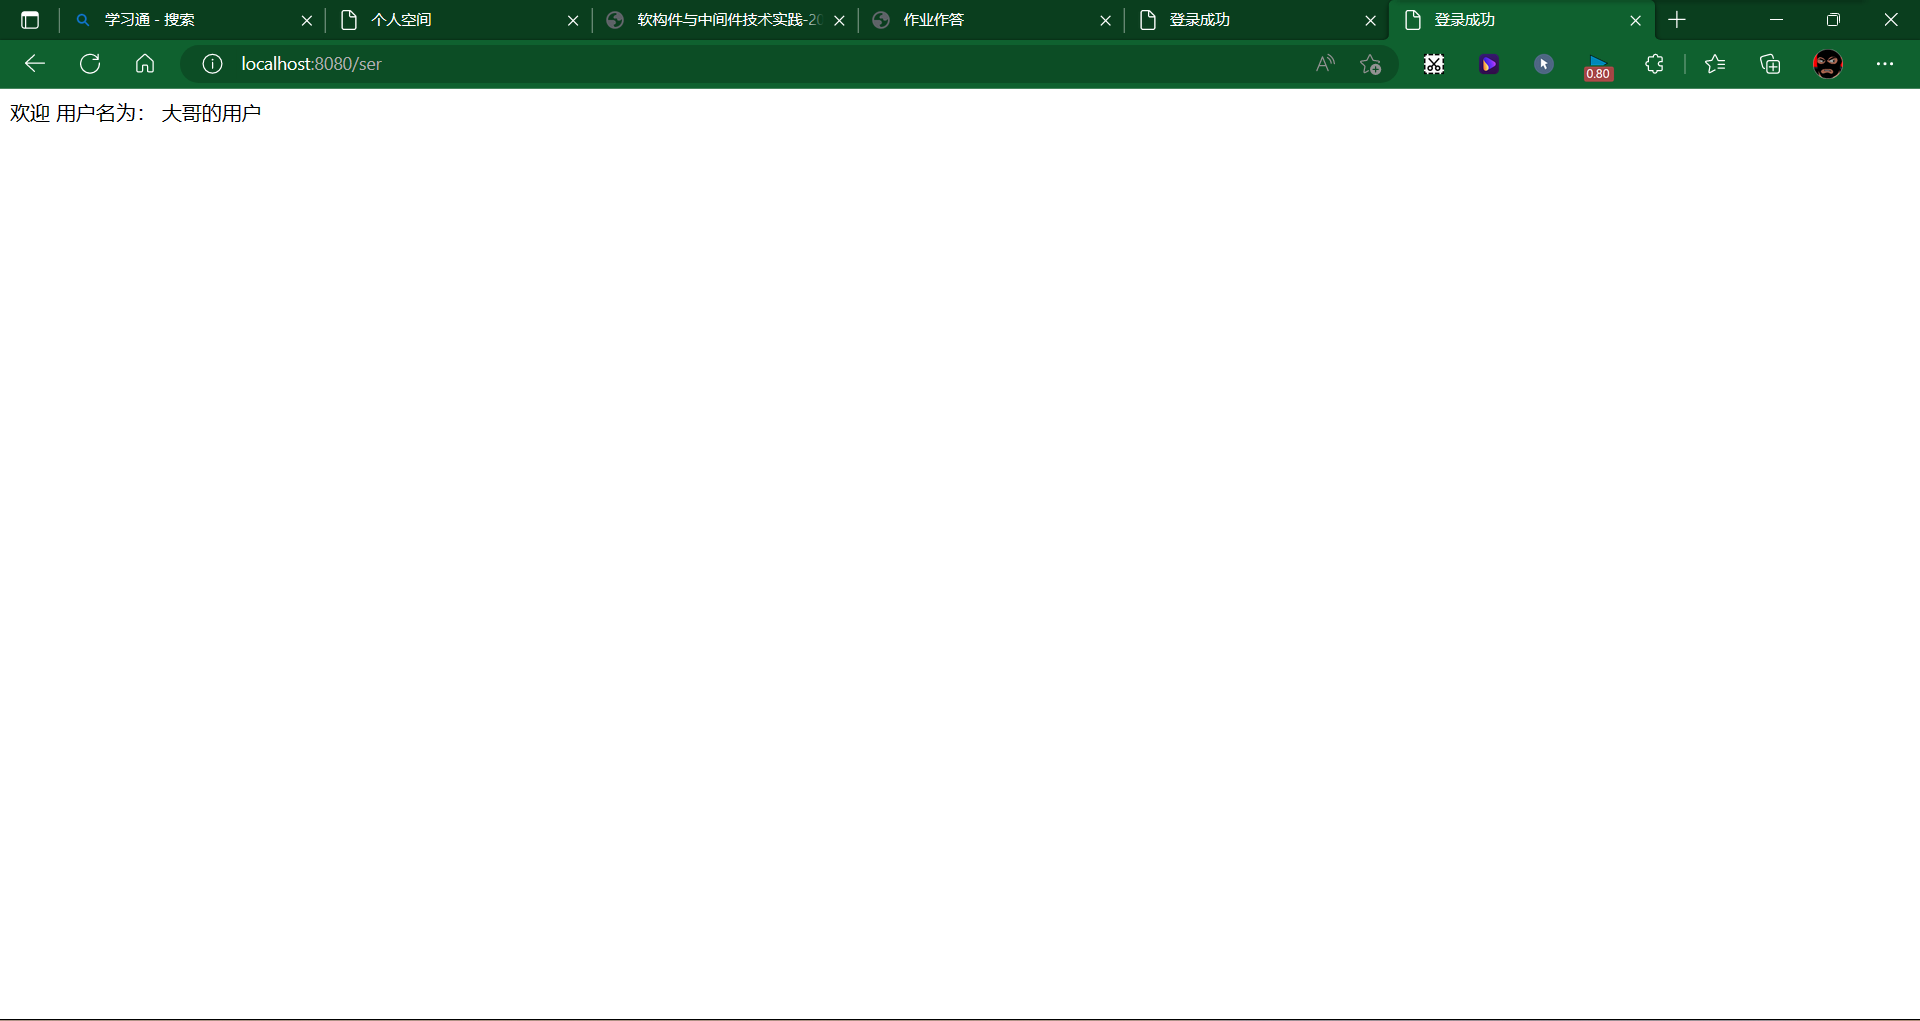 学习通 - 搜索
个人空间
软构件与中间件技术实践-20
作业作答
登录成功
登录成功
localhost:8080/ser
0.80
欢迎 用户名为： 大哥的用户